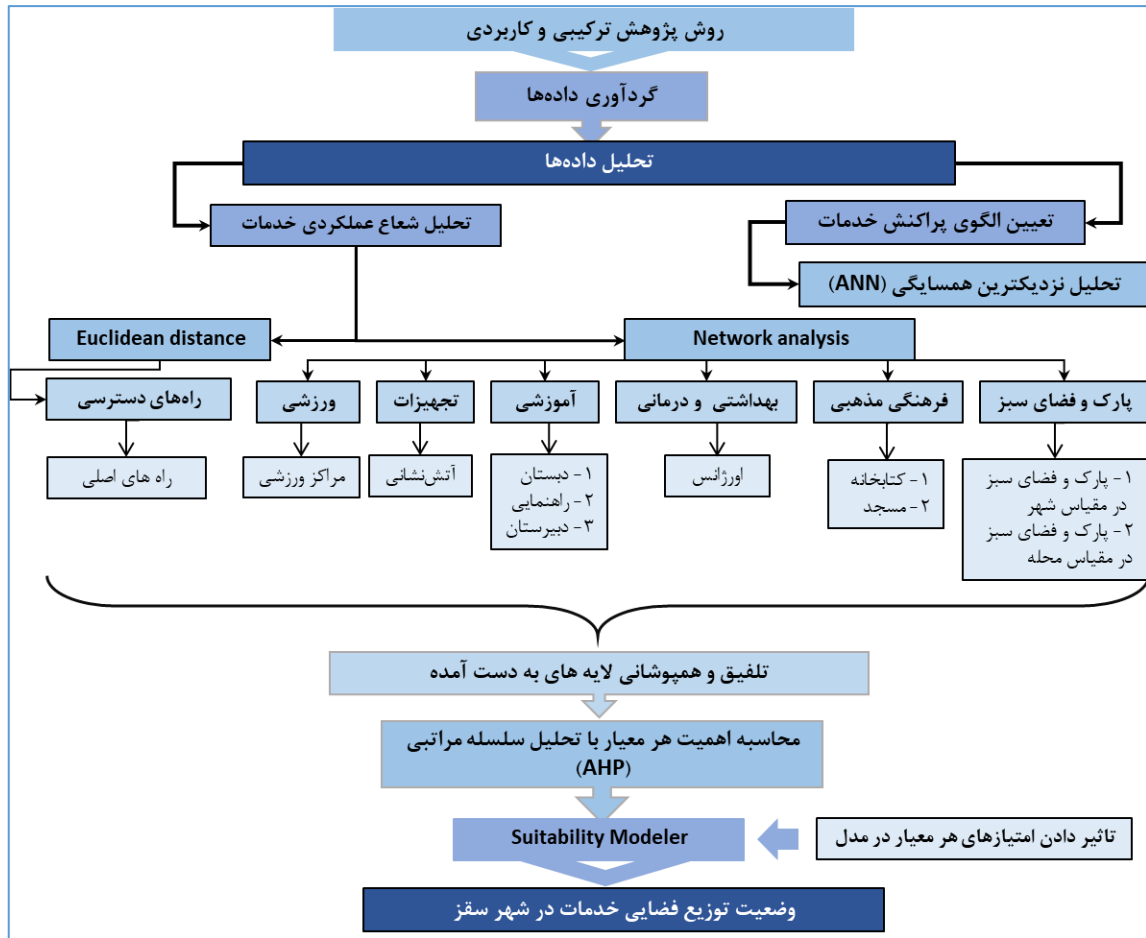 روش پژوهش ترکیبی و کاربردی
گردآوری داده‌ها
تحلیل داده‌ها
تعیین الگوی پراکنش خدمات
تحلیل شعاع عملکردی خدمات
تحلیل نزدیکترین همسایگی (ANN)
Network analysis
Euclidean distance
پارک و فضای سبز
فرهنگی مذهبی
بهداشتی و درمانی
آموزشی
تجهیزات
ورزشی
راه‌های دسترسی
۱- پارک و فضای سبز
در مقیاس شهر
۲- پارک و فضای سبز
در مقیاس محله
۱- کتابخانه
۲- مسجد
اورژانس
۱- دبستان
۲- راهنمایی
۳- دبیرستان
آتش‌نشانی
مراکز ورزشی
راه های اصلی
تلفیق و همپوشانی لایه های به دست آمده
محاسبه اهمیت هر معیار با تحلیل سلسله مراتبی
(AHP)
Suitability Modeler
تاثیر دادن امتیازهای هر معیار در مدل
وضعیت توزیع فضایی خدمات در شهر سقز